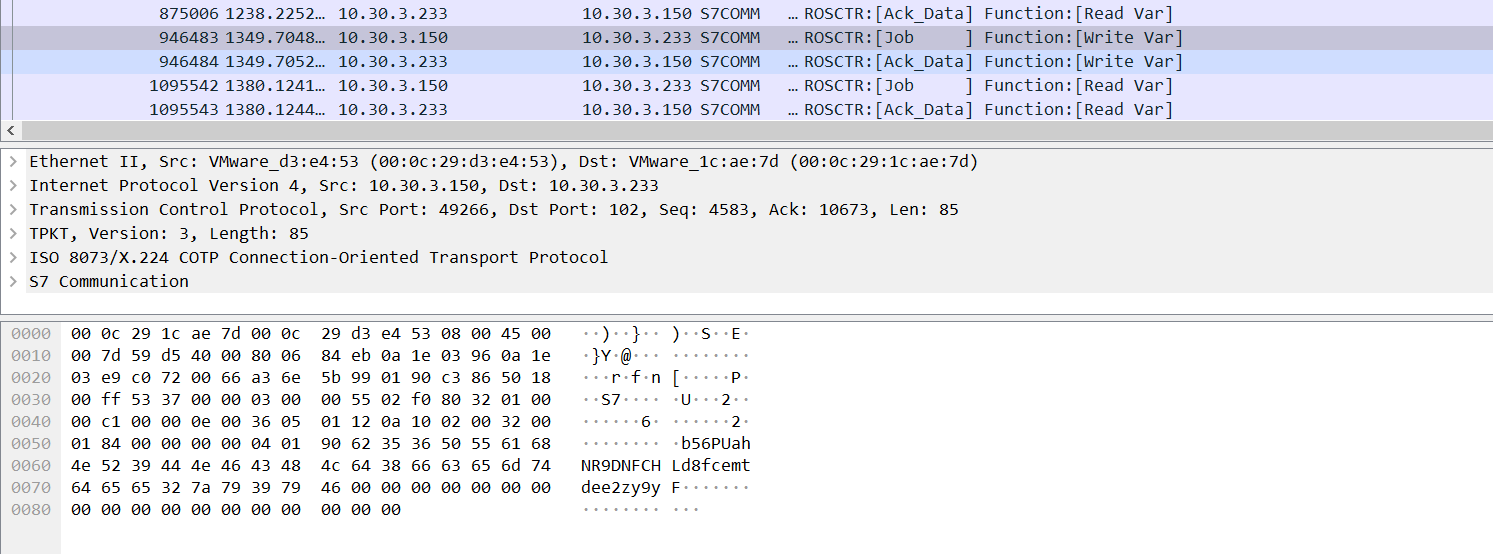 875006 1238.2252… 10.30.3.233 10.30.3.150 S7COMM … ROSCTR:[Ack_Data] Function:[Read Var]
946483 1349.7048… 10.30.3.150 10.30.3.233 S7COMM … ROSCTR:[Job     ] Function:[Write Var]
946484 1349.7052… 10.30.3.233 10.30.3.150 S7COMM … ROSCTR:[Ack_Data] Function:[Write Var]
1095542 1380.1241… 10.30.3.150 10.30.3.233 S7COMM … ROSCTR:[Job     ] Function:[Read Var]
1095543 1380.1244… 10.30.3.233 10.30.3.150 S7COMM … ROSCTR:[Ack_Data] Function:[Read Var]
Ethernet II, Src: VMware_d3:e4:53 (00:0c:29:d3:e4:53), Dst: VMware_1c:ae:7d (00:0c:29:1c:ae:7d)
Internet Protocol Version 4, Src: 10.30.3.150, Dst: 10.30.3.233
Transmission Control Protocol, Src Port: 49266, Dst Port: 102, Seq: 4583, Ack: 10673, Len: 85
TPKT, Version: 3, Length: 85
ISO 8073/X.224 COTP Connection-Oriented Transport Protocol
S7 Communication
0000 00 0c 29 1c ae 7d 00 0c 29 d3 e4 53 08 00 45 00 ··)··}·· )··S··E·
0010 00 7d 59 d5 40 00 80 06 84 eb 0a 1e 03 96 0a 1e ·}Y·@··· ········
0020 03 e9 c0 72 00 66 a3 6e 5b 99 01 90 c3 86 50 18 ···r·f·n [·····P·
0030 00 ff 53 37 00 00 03 00 00 55 02 f0 80 32 01 00 ··S7···· ·U···2··
0040 00 c1 00 00 0e 00 36 05 01 12 0a 10 02 00 32 00 ······6· ······2·
0050 01 84 00 00 00 00 04 01 90 62 35 36 50 55 61 68 ········ ·b56PUah
0060 4e 52 39 44 4e 46 43 48 4c 64 38 66 63 65 6d 74 NR9DNFCH Ld8fcemt
0070 64 65 65 32 7a 79 39 79 46 00 00 00 00 00 00 00 dee2zy9y F·······
0080 00 00 00 00 00 00 00 00 00 00 00 ········ ···